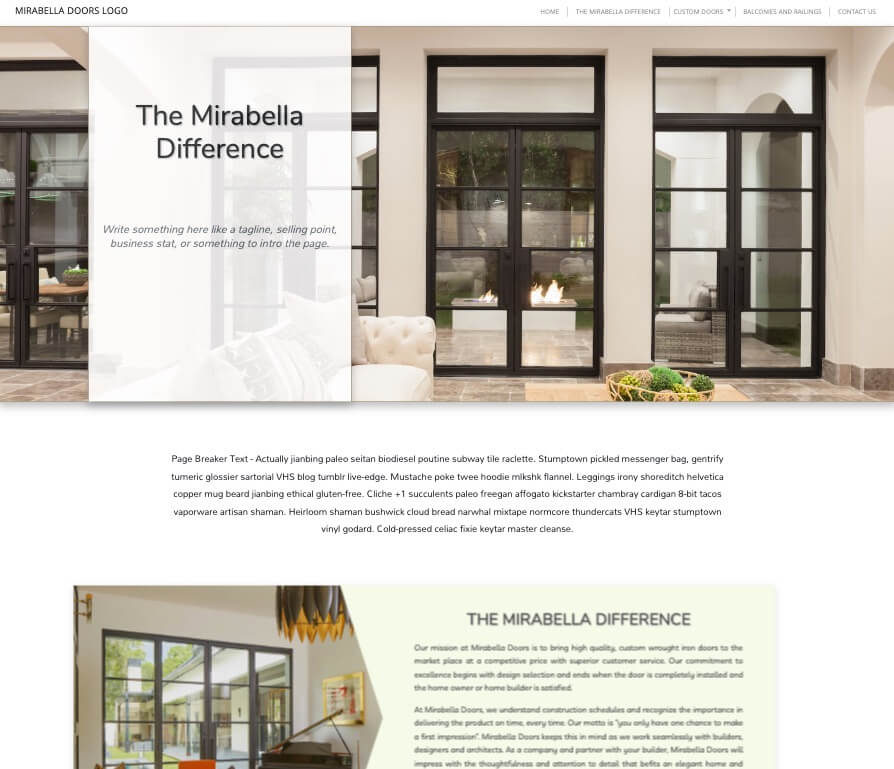 MIRABELLA DOORS LOGO
HOME
THE MIRABELLA DIFFERENCE
CUSTOM DOORS
BALCONIES AND RAILINGS
CONTACT US
The Mirabella
Difference
Write something here like a tagline, selling point,
business stat, or something to intro the page.
Page Breaker Text - Actually jianbing paleo seitan biodiesel poutine subway tile raclette. Stumptown pickled messenger bag, gentrify
tumeric glossier sartorial VHS blog tumblr live-edge. Mustache poke twee hoodie mlkshk flannel. Leggings irony shoreditch helvetica
copper mug beard jianbing ethical gluten-free. Cliche +1 succulents paleo freegan affogato kickstarter chambray cardigan 8-bit tacos
vaporware artisan shaman. Heirloom shaman bushwick cloud bread narwhal mixtape normcore thundercats VHS keytar stumptown
vinyl godard. Cold-pressed celiac fixie keytar master cleanse.
THE MIRABELLA DIFFERENCE
Our mission at Mirabella Doors is to bring high quality, custom wrought iron doors to the
market place at a competitive price with superior customer service. Our commitment to
excellence begins with design selection and ends when the door is completely installed and
the home owner or home builder is satisfied.
At Mirabella Doors, we understand construction schedules and recognize the importance in
delivering the product on time, every time. Our motto is "you only have one chance to make
a first impression". Mirabella Doors keeps this in mind as we work seamlessly with builders,
designers and architects. As a company and partner with your builder, Mirabella Doors will
impress with the thoughtfulness and attention to detail that befits an elegant home and